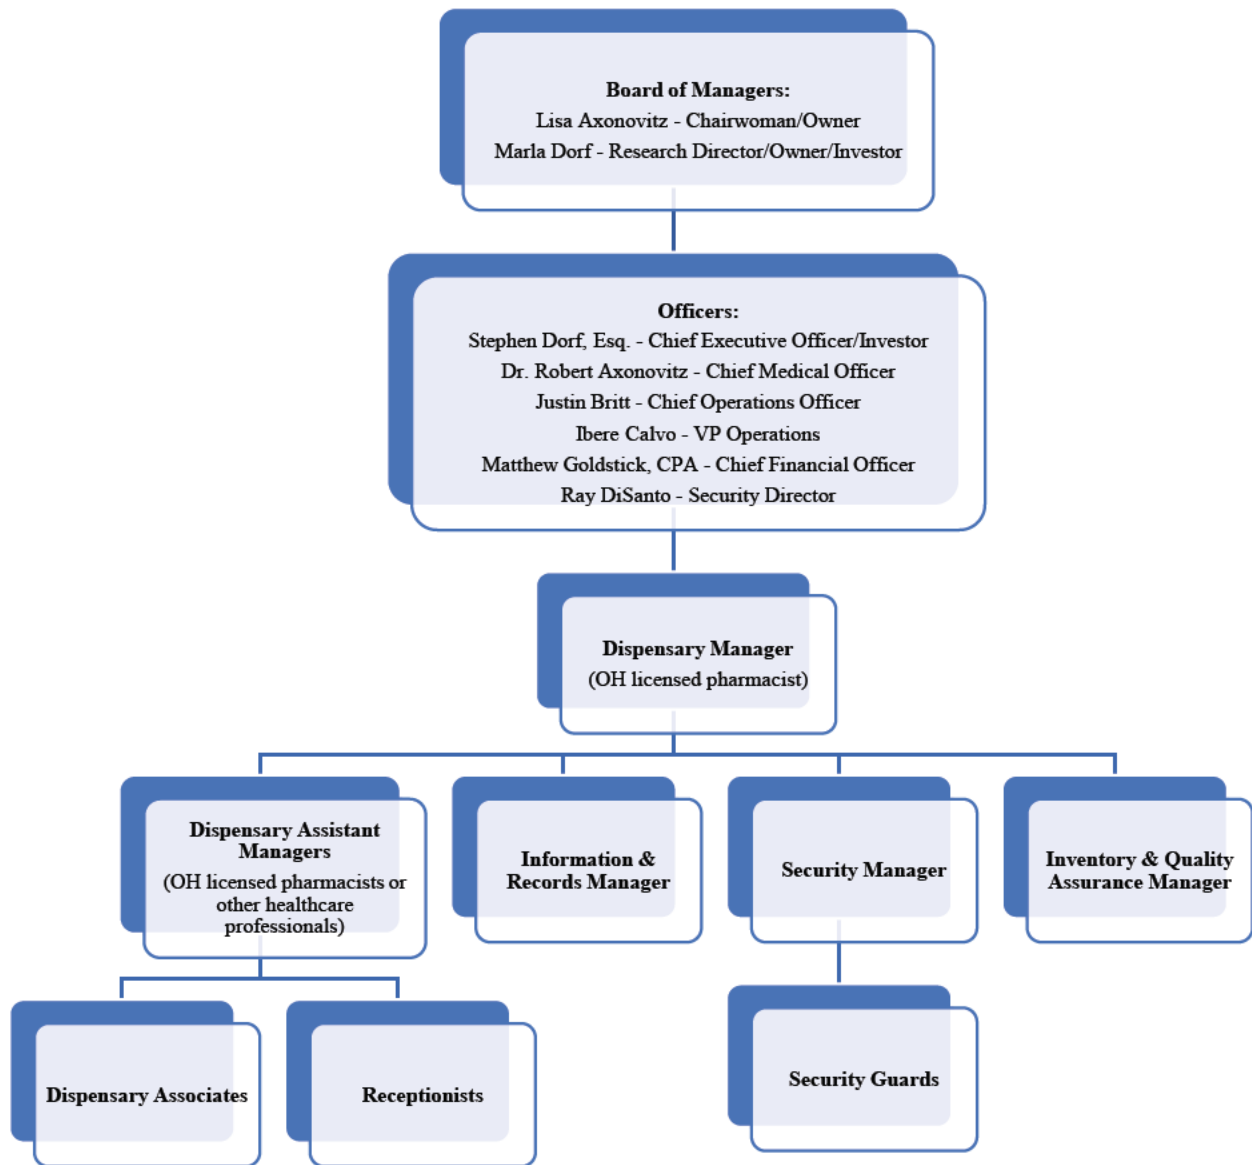 Board of Managers:
Lisa Axonovitz - Chairwoman/Owner
Marla Dorf - Research Director/Owner/Investor
Officers:
Stephen Dorf, Esq. - Chief Executive Officer/Investor
Dr. Robert Axonovitz - Chief Medical Officer
Justin Britt - Chief Operations Officer
Ibere Calvo - VP Operations
Matthew Goldstick, CPA - Chief Financial Officer
Ray DiSanto - Security Director
Dispensary Manager
(OH licensed pharmacist)
Dispensary Assistant
Managers
(OH licensed pharmacists or
other healthcare
professionals)
Information &
Records Manager
Security Manager
Inventory & Quality
Assurance Manager
Dispensary Associates
Receptionists
Security Guards